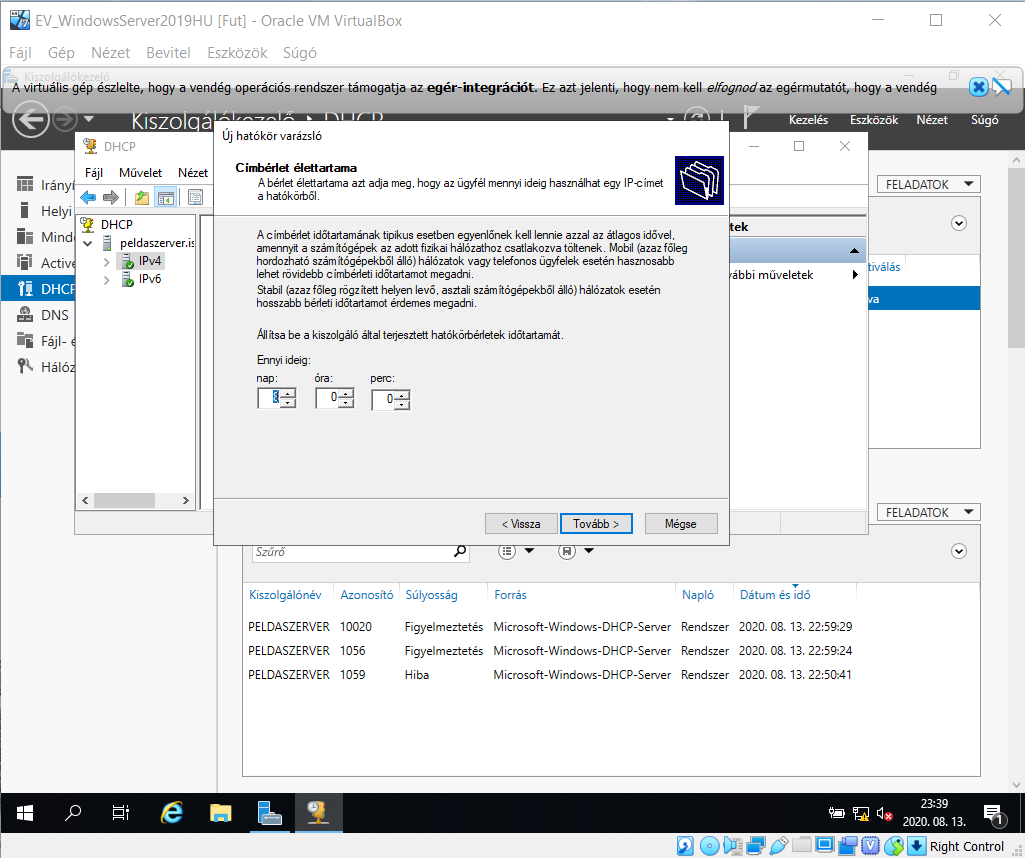 EV_WindowsServer2019HU [Fut] - Oracle VM VirtualBox
Fájl Gép Nézet Bevitel Eszközök Súgó
Kiszolgálókezelő
A virtuális gép észlelte, hogy a vendég operációs rendszer támogatja az egér-integrációt. Ez azt jelenti, hogy nem kell elfognod az egérmutatót, hogy a vendég
Kiszolgálókezelő DHCP
Kezelés Eszközök Nézet Súgó
Új hatókör varázsló
DHCP
Fájl Művelet Nézet
Címbérlet élettartama
A bérlet élettartama azt adja meg, hogy az ügyfél mennyi ideig használhat egy IP-címet
a hatókörből.
FELADATOK
Helyi
Active
DHCP
DNS
Fájl- é
DHCP
peldaszerver.is
IPv4
IPv6
A címbérlet időtartamának tipikus esetben egyenlőnek kell lennie azzal az átlagos idővel,
amennyit a számítógépek az adott fizikai hálózathoz csatlakozva töltenek. Mobil (azaz főleg
hordozható számítógépekből álló) hálózatok vagy telefonos ügyfelek esetén hasznosabb
lehet rövidebb címbérleti időtartamot megadni.
Stabil (azaz főleg rögzített helyen levő, asztali számítógépekből álló) hálózatok esetén
hosszabb bérleti időtartamot érdemes megadni.
Állítsa be a kiszolgáló által terjesztett hatókörbérletek időtartamát.
Ennyi ideig:
nap: óra: perc:
8 0 0
< Vissza Tovább > Mégse
tek
vábbi műveletek
tiválás
va
FELADATOK
Szűrő
Kiszolgálónév Azonosító Súlyosság Forrás Napló Dátum és idő
PELDASZERVER 10020 Figyelmeztetés Microsoft-Windows-DHCP-Server Rendszer 2020. 08. 13. 22:59:29
PELDASZERVER 1056 Figyelmeztetés Microsoft-Windows-DHCP-Server Rendszer 2020. 08. 13. 22:59:24
PELDASZERVER 1059 Hiba Microsoft-Windows-DHCP-Server Rendszer 2020. 08. 13. 22:50:41
23:39
2020. 08. 13.
1
Right Control